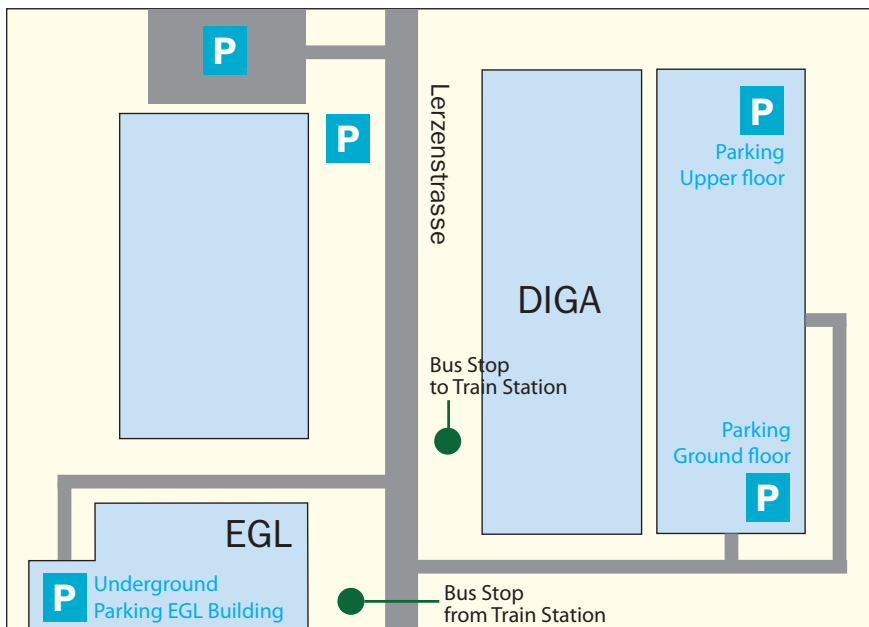 P
P
Lerzenstrasse
P
Parking
Upper floor
DIGA
Bus Stop
to Train Station
Parking
Ground floor
P
EGL
P
Underground
Parking EGL Building
Bus Stop
from Train Station